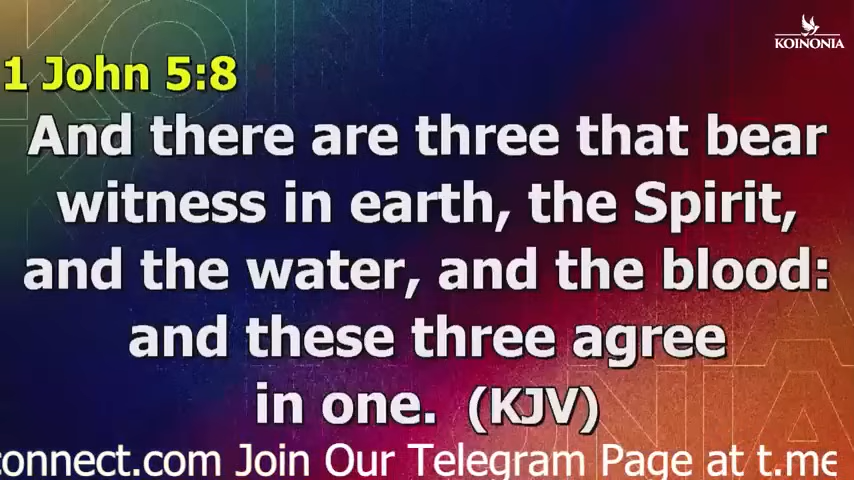 KOINONIA
1 John 5:8
And there are three that bear
witness in earth, the Spirit,
and the water, and the blood:
and these three agree
in one. (KJV)
connect.com Join Our Telegram Page at t.me